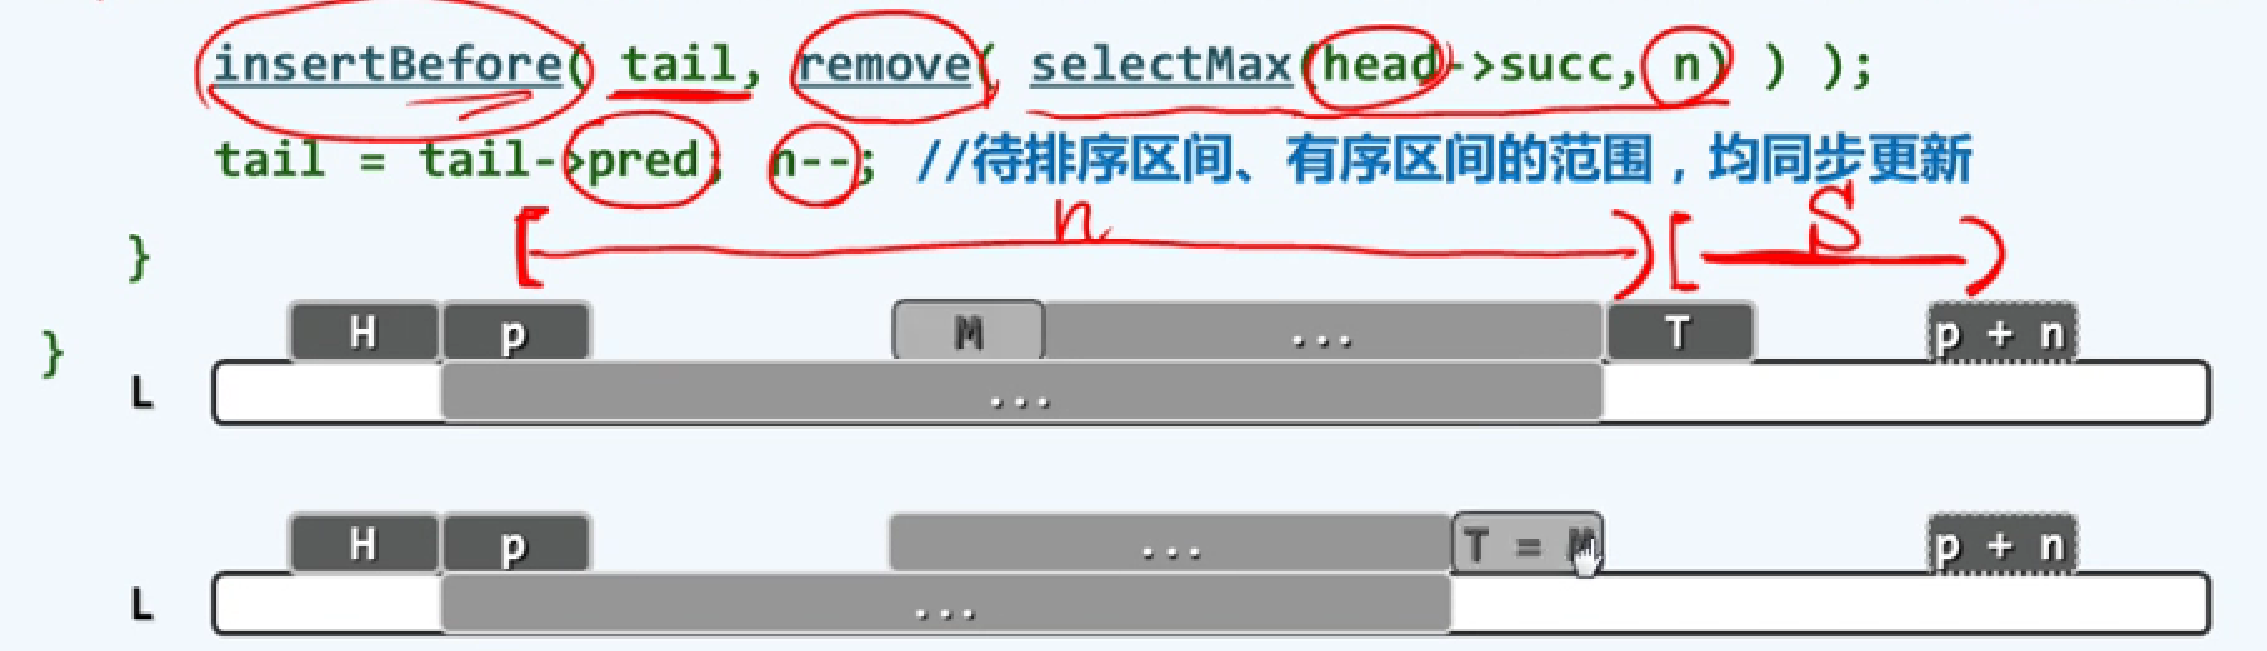 insertBefore( tail, remove( selectMax(head->succ, n) ) );
tail = tail->pred; n--; //待排序区间、有序区间的范围，均同步更新
[ n ) [ S )
}
H p M ... T p + n
}
L ...
H p ... T = M p + n
L ...